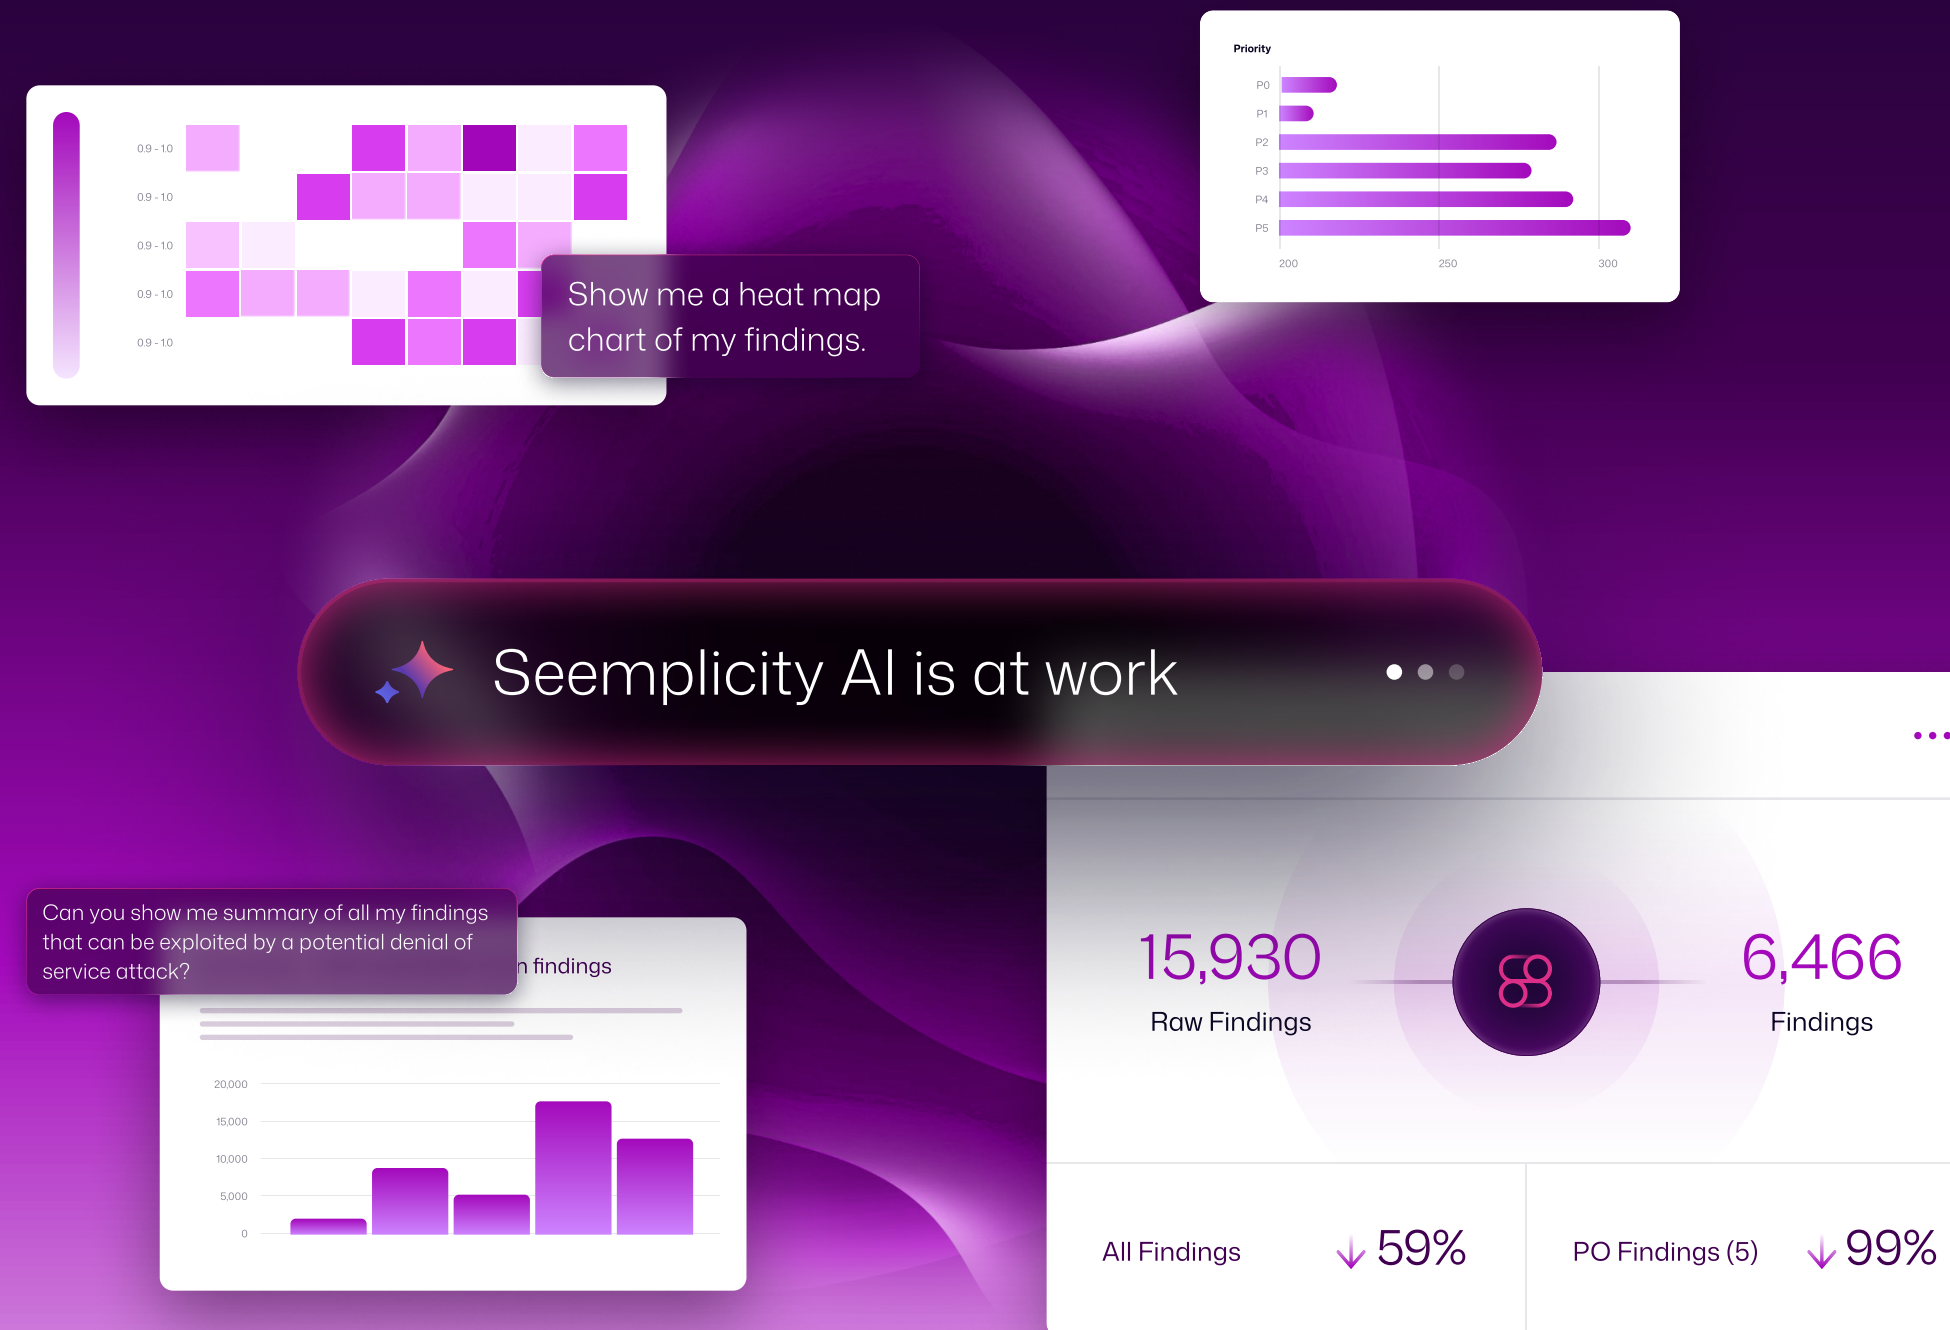 0.9 - 1.0
0.9 - 1.0
0.9 - 1.0
0.9 - 1.0
0.9 - 1.0
Show me a heat map
chart of my findings.
Priority
P0
P1
P2
P3
P4
P5
200 250 300
Seemplicity AI is at work
Can you show me summary of all my findings
that can be exploited by a potential denial of
service attack?
n findings
20,000
15,000
10,000
5,000
0
15,930
Raw Findings
6,466
Findings
All Findings 59%
PO Findings (5) 99%